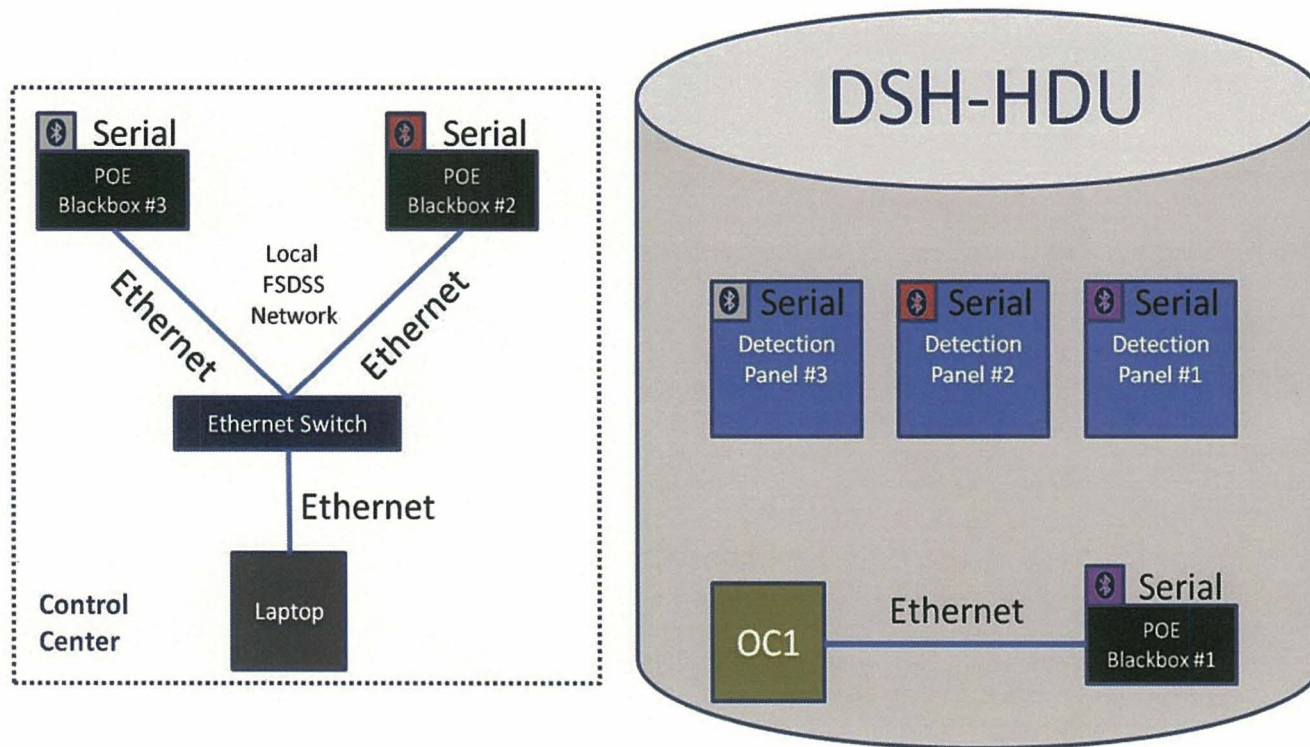 DSH-HDU
Serial
POE
Blackbox #3
Serial
POE
Blackbox #2
Local
FSDSS
Network
Ethernet
Ethernet
Ethernet Switch
Ethernet
Laptop
Control
Center
Serial
Detection
Panel #3
Serial
Detection
Panel #2
Serial
Detection
Panel #1
OC1
Ethernet
Serial
POE
Blackbox #1